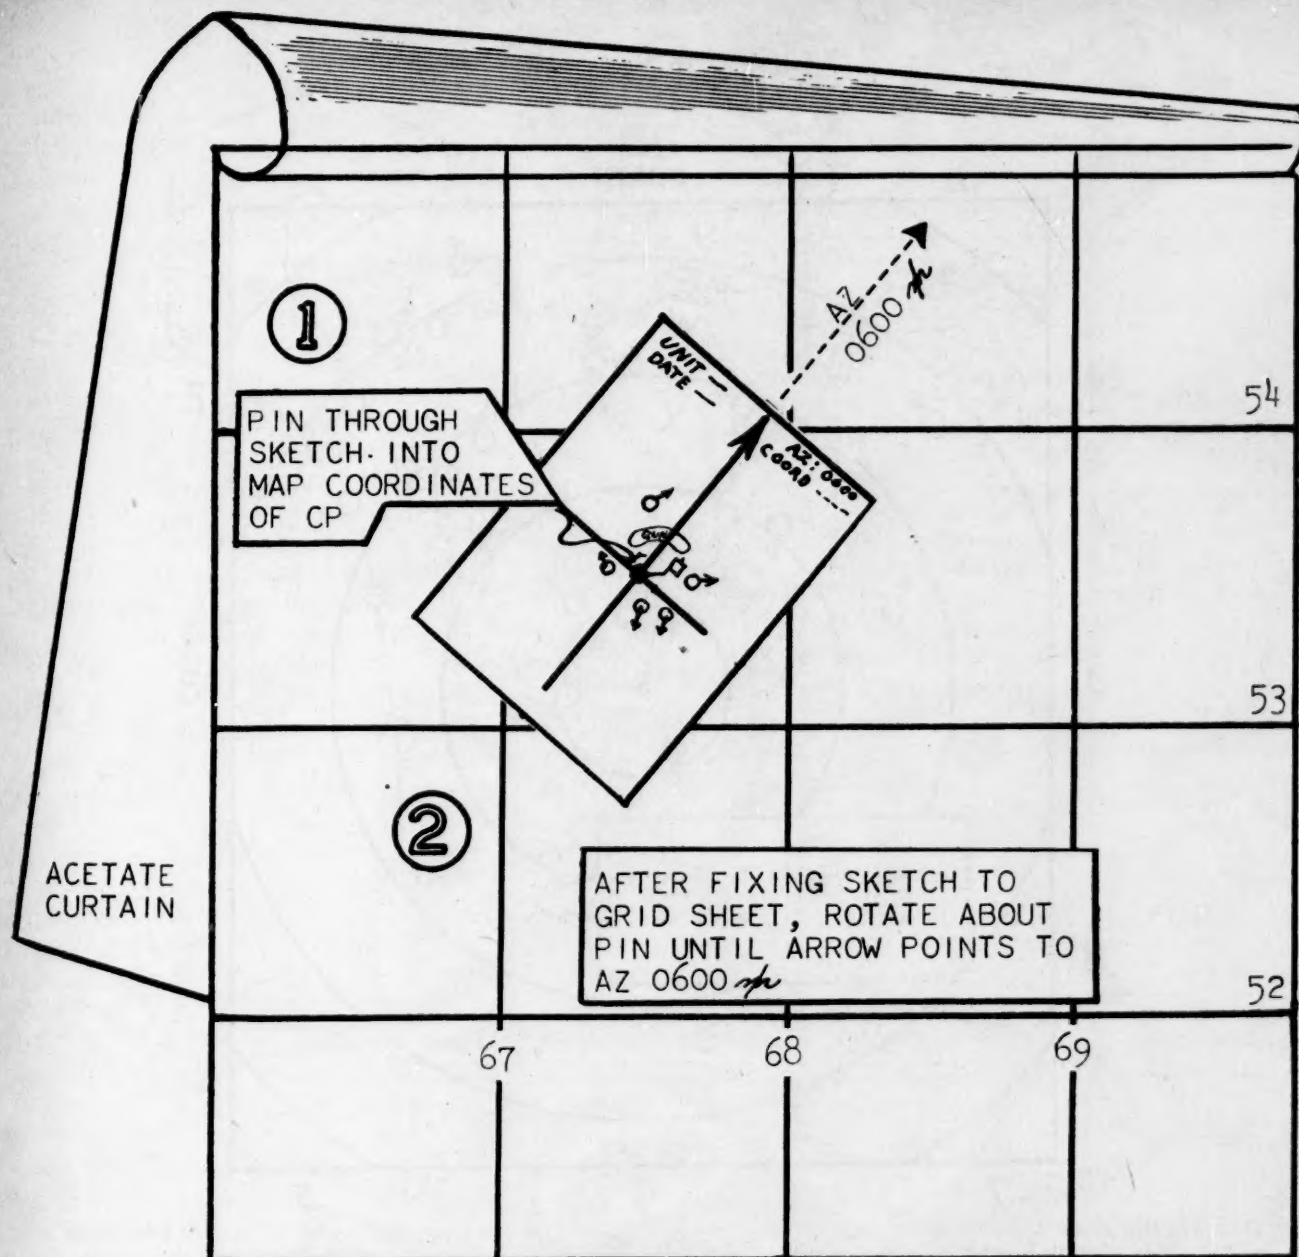 1
PIN THROUGH
SKETCH. INTO
MAP COORDINATES
OF CP
UNIT —
DATE —
AZ
0600 m
AZ: 0600
COORD ----
GUN
54
53
2
ACETATE
CURTAIN
AFTER FIXING SKETCH TO
GRID SHEET, ROTATE ABOUT
PIN UNTIL ARROW POINTS TO
AZ 0600 m
52
67
68
69